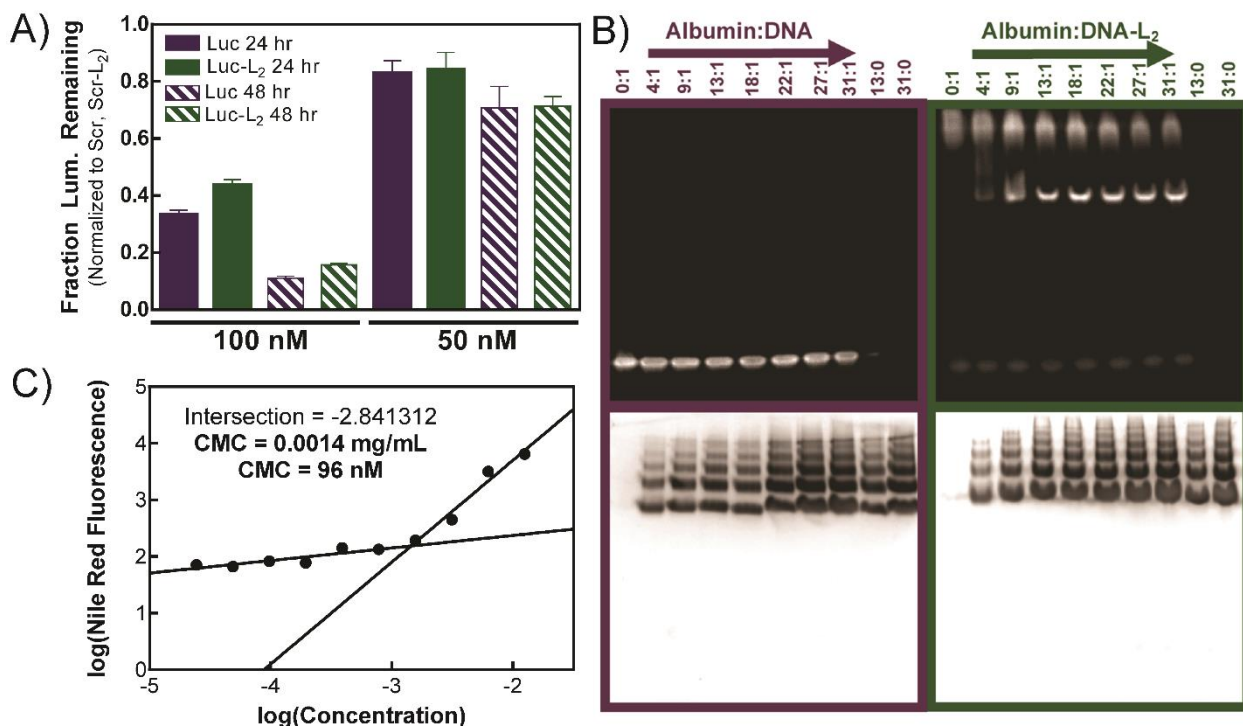 A)
Fraction Lum. Remaining
(Normalized to Scr, Scr-L₂)
1.0
0.8
0.6
0.4
0.2
0.0
Luc 24 hr
Luc-L₂ 24 hr
Luc 48 hr
Luc-L₂ 48 hr
100 nM
50 nM
B)
Albumin:DNA
0:1
4:1
9:1
13:1
18:1
22:1
27:1
31:1
13:0
31:0
Albumin:DNA-L₂
0:1
4:1
9:1
13:1
18:1
22:1
27:1
31:1
13:0
31:0
C)
log(Nile Red Fluorescence)
5
4
3
2
1
0
Intersection = -2.841312
CMC = 0.0014 mg/mL
CMC = 96 nM
-5
-4
-3
-2
log(Concentration)